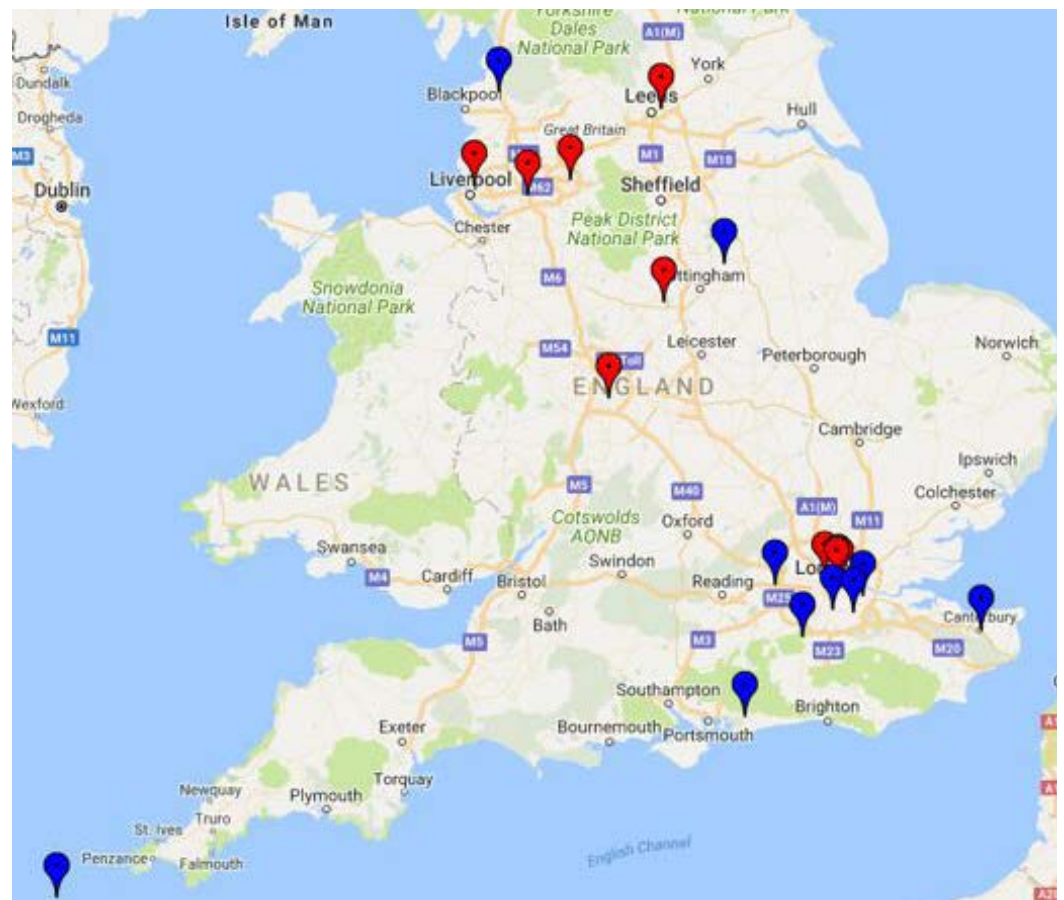 Isle of Man
Yorkshire
Dales
National Park
National Park
A1(M)
York
Dundalk
Blackpool
Leeds
Hull
Drogheda
Great Britain
M3
M1
M18
Dublin
Liverpool
M62
Sheffield
Peak District
National Park
Chester
M6
ttingham
Snowdonia
National Park
M11
M54
Toll
Leicester
Peterborough
Norwich
ENGLAND
Wexford
Cambridge
WALES
M5
M40
Ipswich
A1(M)
Colchester
Cotswolds
AONB
Oxford
M11
Swansea
Swindon
Lo
M4
Cardiff
Bristol
Reading
M25
Canterbury
Bath
M5
M3
M23
M20
Southampton
Brighton
Exeter
Bournemouth
Portsmouth
Torquay
Newquay
Plymouth
St. Ives
Truro
Penzance
Falmouth
English Channel